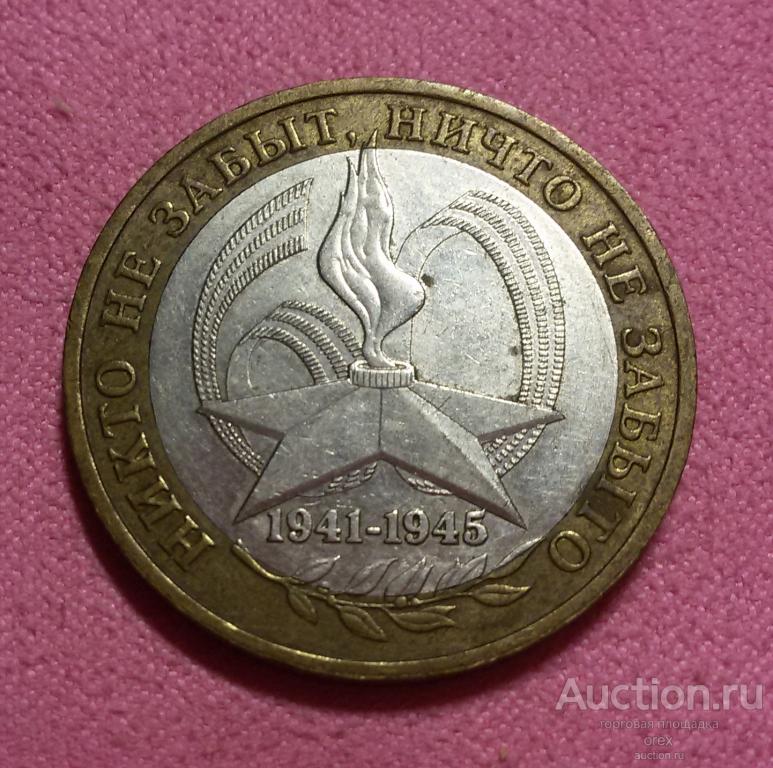 НИКТО НЕ ЗАБЫТ, НИЧТО НЕ ЗАБЫТО
1941-1945
Auction.ru
торговая площадка
orex
auction.ru